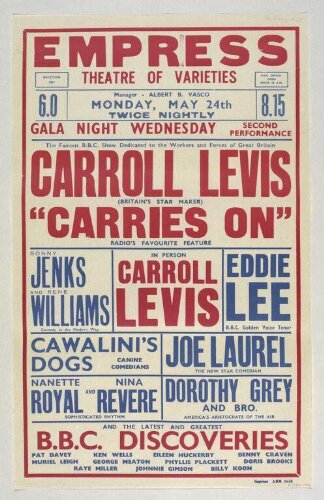 EMPRESS
THEATRE OF VARIETIES
Manager - ALBERT B. VASCO
6.0 MONDAY, MAY 24th 8.15
TWICE NIGHTLY
GALA NIGHT WEDNESDAY SECOND PERFORMANCE
The Famous B.B.C. Show Dedicated to the Workers and Forces of Great Britain
CARROLL LEVIS
(BRITAIN'S STAR MAKER)
"CARRIES ON"
RADIO'S FAVOURITE FEATURE
SONNY
JENKS
AND RENE
WILLIAMS
Comedy in the Modern Way
IN PERSON
CARROLL
LEVIS
EDDIE
LEE
B.B.C. Golden Voice Tenor
CAWALINI'S
DOGS CANINE COMEDIANS
JOE LAUREL
THE NEW STAR COMEDIAN
NANETTE NINA
ROYAL AND REVERE
SOPHISTICATED RHYTHM
DOROTHY GREY
AND BRO.
AMERICA'S ARISTOCRATS OF THE AIR
AND THE LATEST AND GREATEST
B.B.C. DISCOVERIES
PAT DAVEY KEN WELLS EILEEN HUCKERBY BENNY CRAVEN
MURIEL LEIGH GEORGE MEATON PHYLLIS PLACKETT DORIS BROOKS
RAYE MILLER JOHNNIE GIMSON BILLY KOON